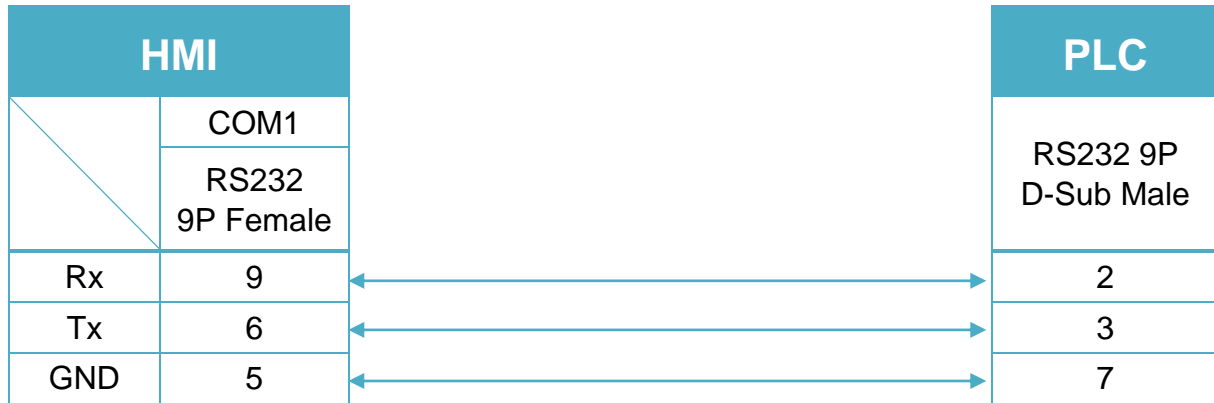 HMI
PLC
COM1
RS232
9P Female
RS232 9P
D-Sub Male
Rx 9 2
Tx 6 3
GND 5 7